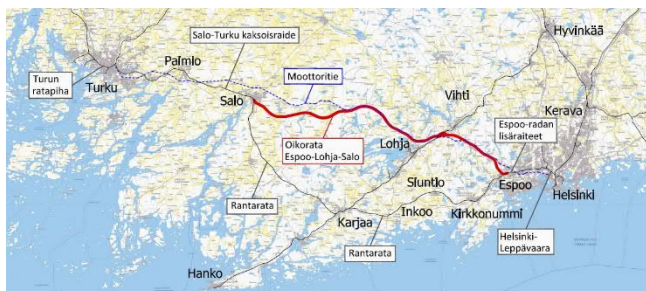 Salo-Turku kaksoisraide
Hyvinkää
Turun
ratapiha
Paimio
Turku
Moottoritie
Salo
Vihti
Kerava
Espoo-radan
lisäraiteet
Oikorata
Espoo-Lohja-Salo
Lohja
Espoo
Helsinki
Siuntio
Rantarata
Karjaa
Inkoo
Kirkkonummi
Helsinki-
Leppävaara
Rantarata
Hanko